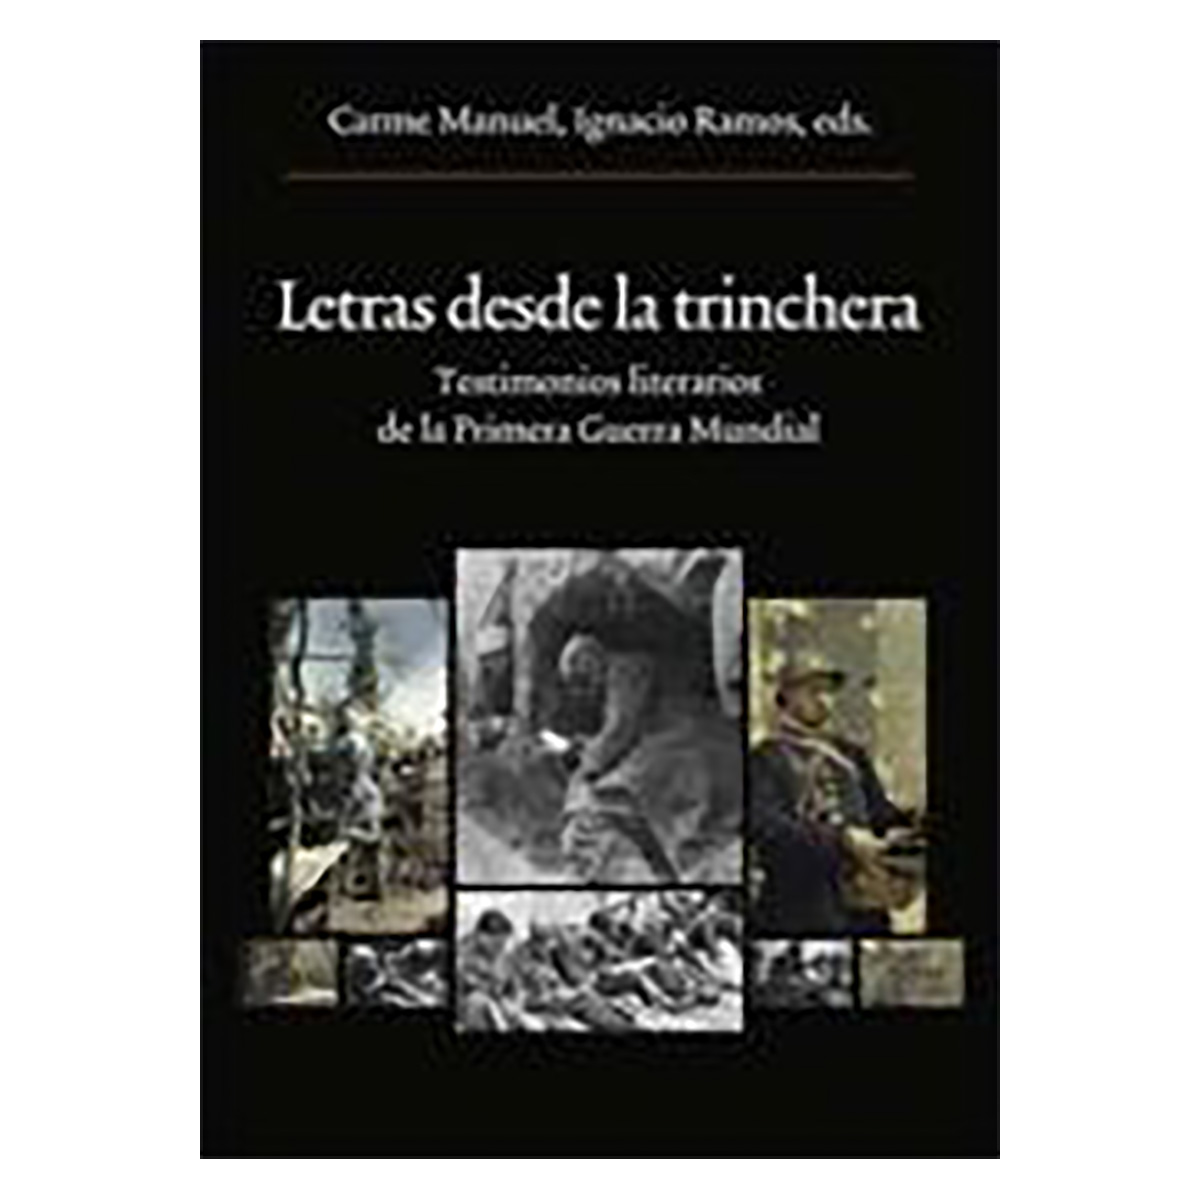 Carme Manuel, Ignacio Ramos, eds.
Letras desde la trinchera
Testimonios literarios
de la Primera Guerra Mundial